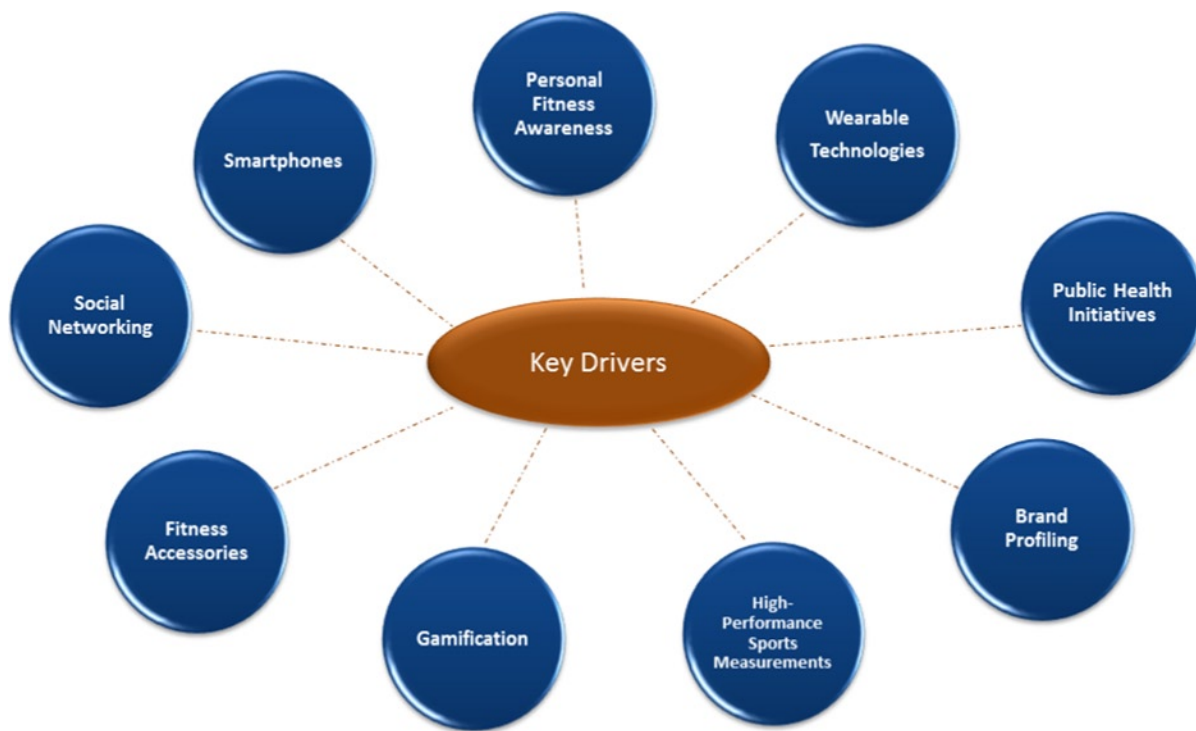 Personal
Fitness
Awareness
Wearable
Technologies
Smartphones
Public Health
Initiatives
Social
Networking
Key Drivers
Brand
Profiling
Fitness
Accessories
High-
Performance
Sports
Measurements
Gamification